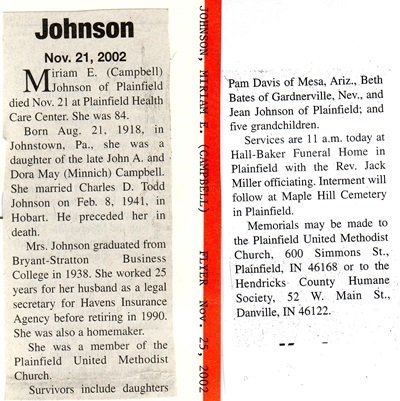 Johnson
Nov. 21, 2002
Miriam E. (Campbell)
Johnson of Plainfield
died Nov. 21 at Plainfield Health
Care Center. She was 84.
Born Aug. 21, 1918, in
Johnstown, Pa., she was a
daughter of the late John A. and
Dora May (Minnich) Campbell.
She married Charles D. Todd
Johnson on Feb. 8, 1941, in
Hobart. He preceded her in
death.
Mrs. Johnson graduated from
Bryant-Stratton Business
College in 1938. She worked 25
years for her husband as a legal
secretary for Havens Insurance
Agency before retiring in 1990.
She was also a homemaker.
She was a member of the
Plainfield United Methodist
Church.
Survivors include daughters
JOHNSON, MIRIAM E. (CAMPBELL) FLYER Nov. 25, 2002
Pam Davis of Mesa, Ariz., Beth
Bates of Gardnerville, Nev., and
Jean Johnson of Plainfield; and
five grandchildren.
Services are 11 a.m. today at
Hall-Baker Funeral Home in
Plainfield with the Rev. Jack
Miller officiating. Interment will
follow at Maple Hill Cemetery
in Plainfield.
Memorials may be made to
the Plainfield United Methodist
Church, 600 Simmons St.,
Plainfield, IN 46168 or to the
Hendricks County Humane
Society, 52 W. Main St.,
Danville, IN 46122.